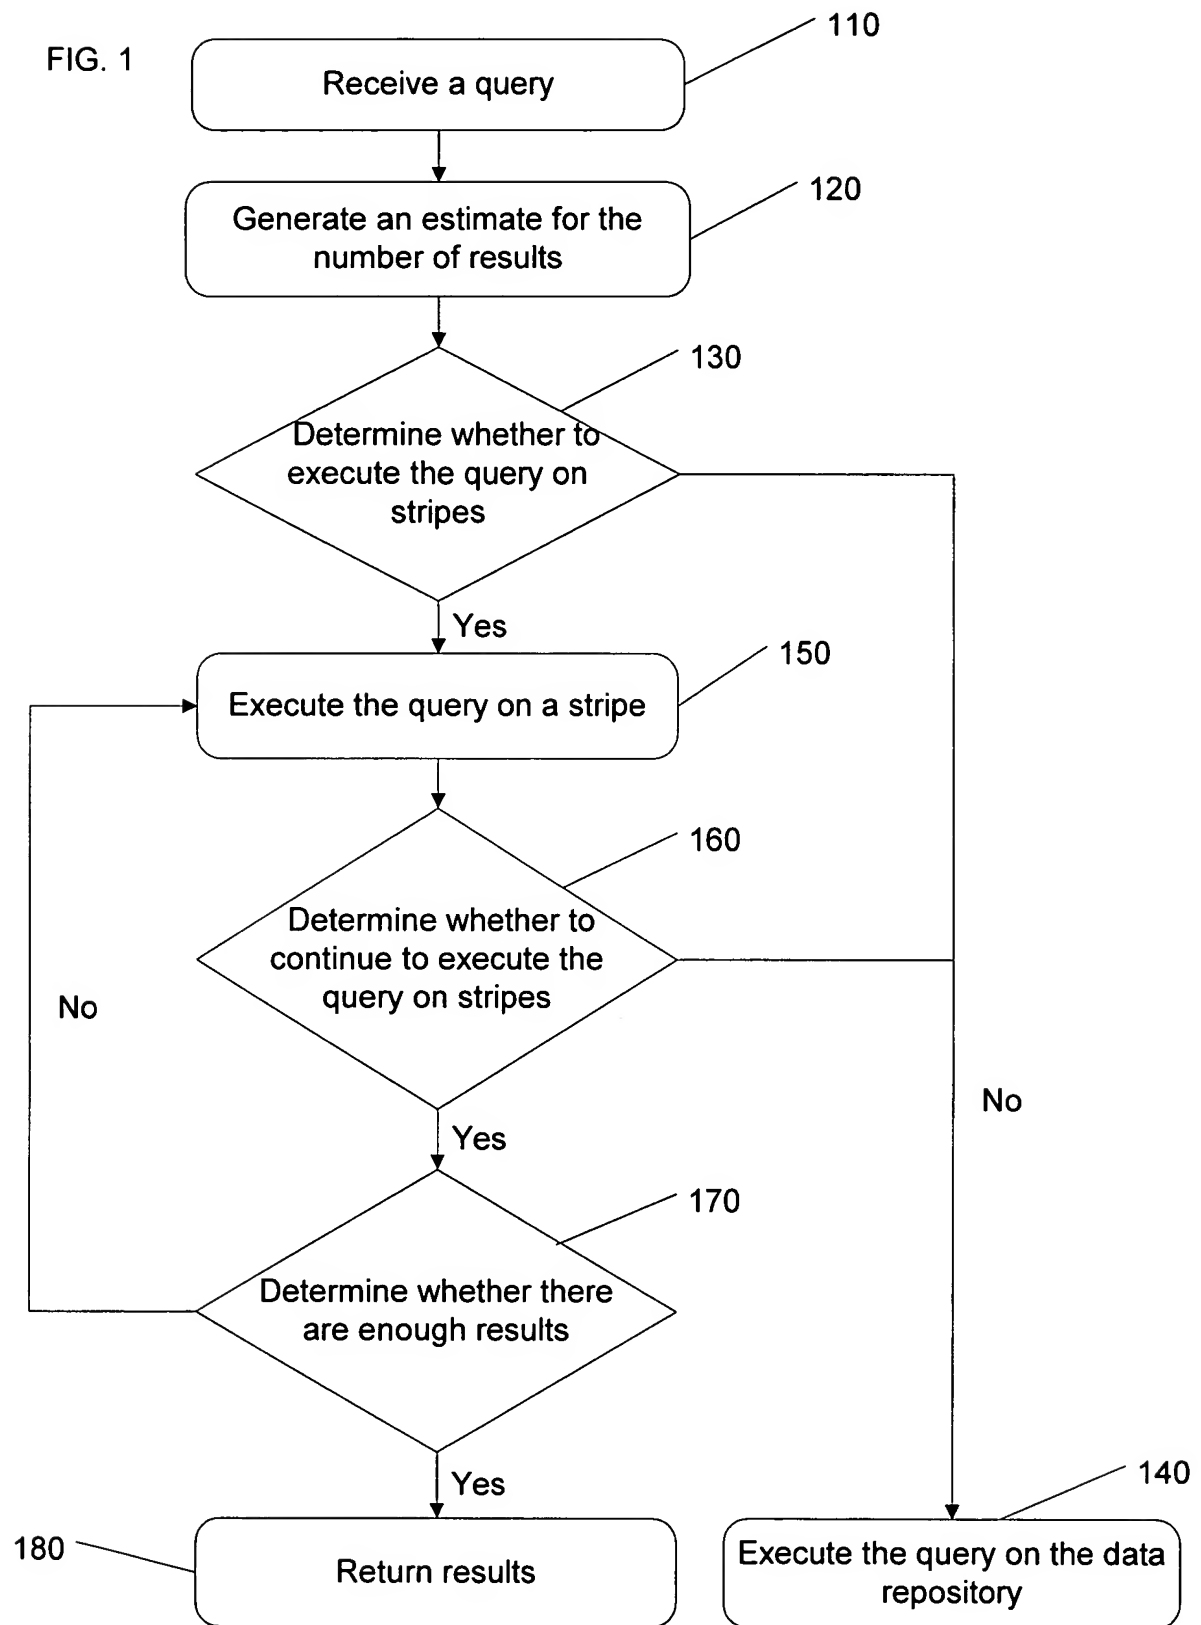 110
FIG. 1
Receive a query
120
Generate an estimate for the
number of results
130
Determine whether to
execute the query on
stripes
Yes
150
Execute the query on a stripe
160
Determine whether to
continue to execute the
query on stripes
No
No
Yes
170
Determine whether there
are enough results
Yes
140
180
Return results
Execute the query on the data
repository